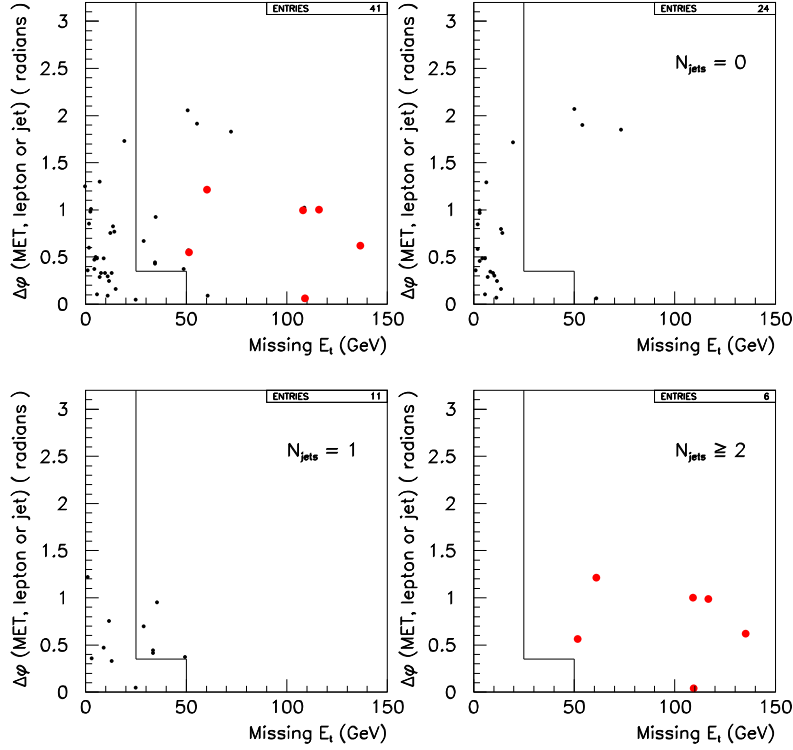 ENTRIES 41
3
2.5
2
1.5
1
0.5
0
0 50 100 150
Δφ (MET, lepton or jet) ( radians )
Missing Et (GeV)
ENTRIES 24
N jets = 0
3
2.5
2
1.5
1
0.5
0
0 50 100 150
Δφ (MET, lepton or jet) ( radians )
Missing Et (GeV)
ENTRIES 11
N jets = 1
3
2.5
2
1.5
1
0.5
0
0 50 100 150
Δφ (MET, lepton or jet) ( radians )
Missing Et (GeV)
ENTRIES 6
N jets ≧ 2
3
2.5
2
1.5
1
0.5
0
0 50 100 150
Δφ (MET, lepton or jet) ( radians )
Missing Et (GeV)